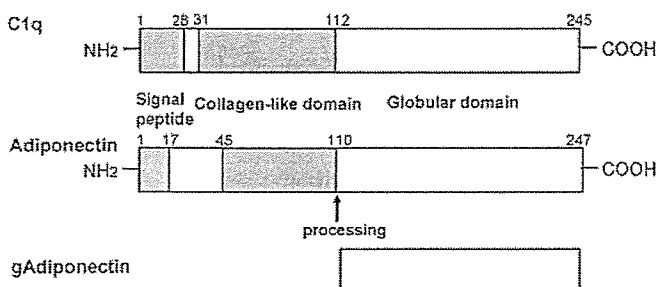 C1q
1 28 31 112 245
NH2 COOH
Signal peptide Collagen-like domain Globular domain
Adiponectin
1 17 45 110 247
NH2 COOH
processing
gAdiponectin